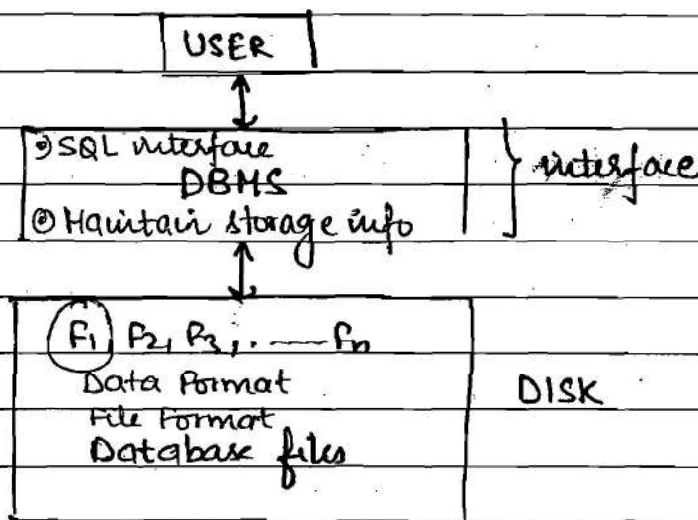 USER
⊙ SQL interface
DBMS
⊙ Maintain storage info
interface
F1, F2, F3, . — Fn
Data Format
File Format
Database files
DISK